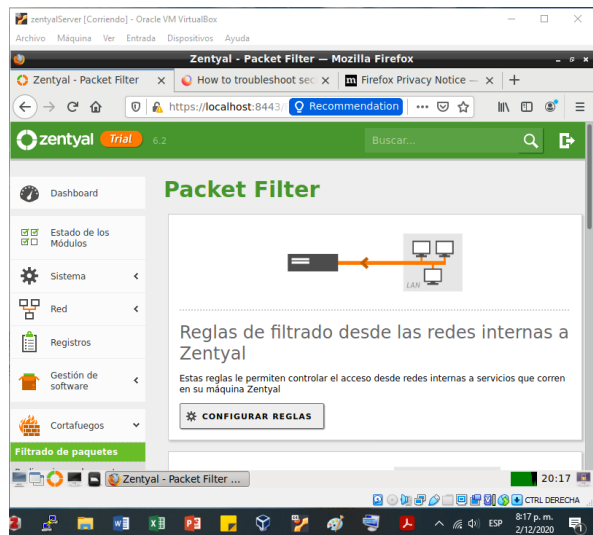 zentyalServer [Corriendo] - Oracle VM VirtualBox
Archivo Máquina Ver Entrada Dispositivos Ayuda
Zentyal - Packet Filter — Mozilla Firefox
Zentyal - Packet Filter
How to troubleshoot sec
Firefox Privacy Notice —
https://localhost:8443/ Recommendation
zentyal Trial 6.2 Buscar...
Packet Filter
Dashboard
Estado de los
Módulos
Sistema
Red
Registros
Gestión de
software
Cortafuegos
Filtrado de paquetes
LAN
Reglas de filtrado desde las redes internas a
Zentyal
Estas reglas le permiten controlar el acceso desde redes internas a servicios que corren
en su máquina Zentyal
CONFIGURAR REGLAS
Zentyal - Packet Filter ...
20:17
CTRL DERECHA
ESP
8:17 p. m.
2/12/2020